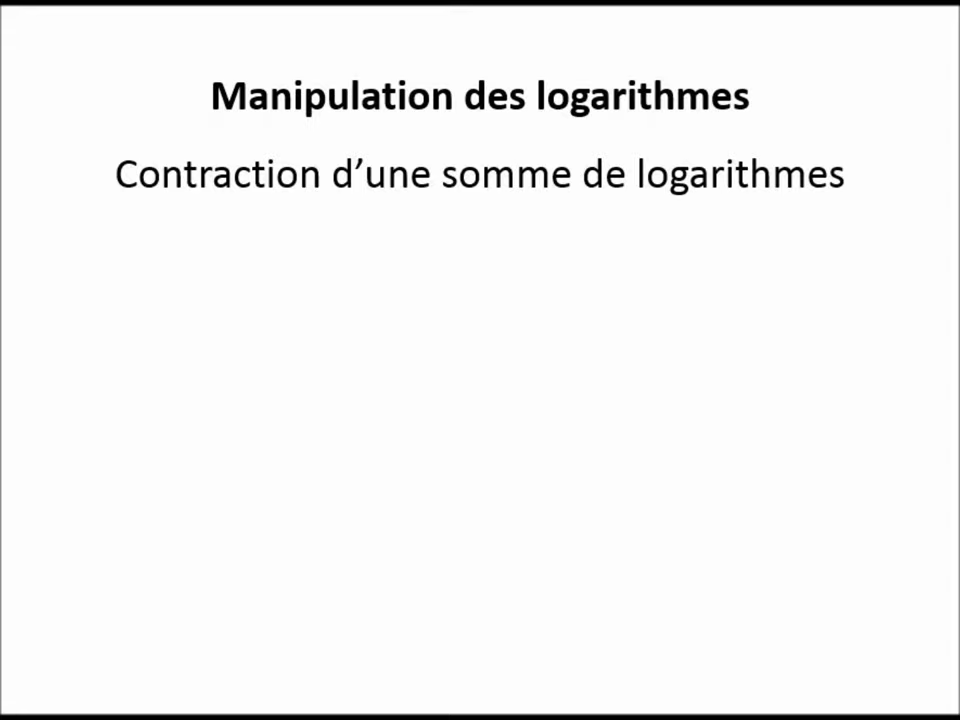 Manipulation des logarithmes
Contraction d’une somme de logarithmes